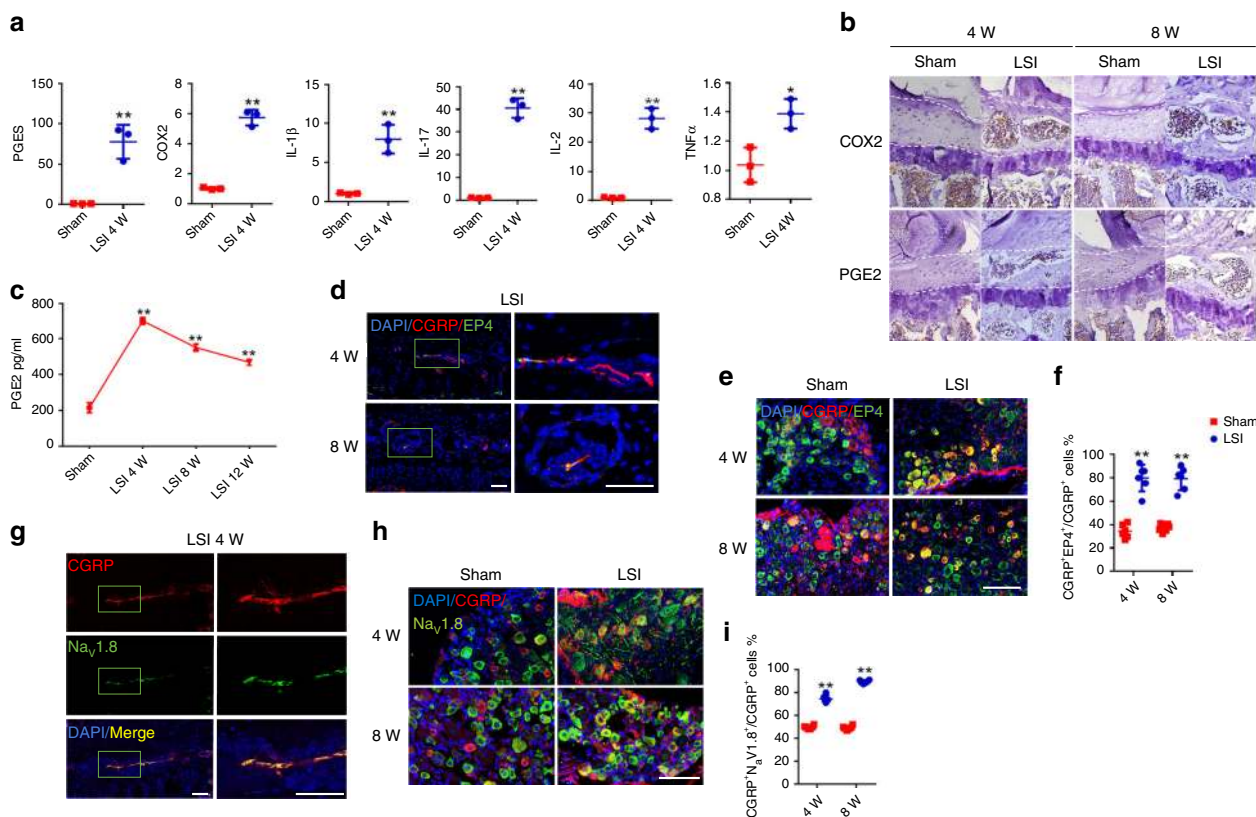 a
PGES
150
100
75
50
25
0
Sham
LSI 4 W
**
COX2
8
6
4
2
0
Sham
LSI 4 W
**
IL-1β
15
10
5
0
Sham
LSI 4 W
**
IL-17
50
40
30
20
10
0
Sham
LSI 4 W
**
IL-2
40
30
20
10
0
Sham
LSI 4 W
**
TNFα
1.6
1.4
1.2
1.0
0.8
Sham
LSI 4W
*
b
4 W
8 W
Sham
LSI
Sham
LSI
COX2
PGE2
c
PGE2 pg/ml
800
600
400
200
0
**
**
**
Sham
LSI 4 W
LSI 8 W
LSI 12 W
d
LSI
DAPI/CGRP/EP4
4 W
8 W
e
Sham
LSI
DAPI/CGRP/EP4
4 W
8 W
f
Sham
LSI
CGRP⁺EP4⁺/CGRP⁺ cells %
100
80
60
40
20
0
**
**
4 W
8 W
g
LSI 4 W
CGRP
NaV1.8
DAPI/Merge
h
Sham
LSI
DAPI/CGRP/
NaV1.8
4 W
8 W
i
CGRP⁺NaV1.8⁺/CGRP⁺ cells %
100
80
60
40
20
0
**
**
4 W
8 W